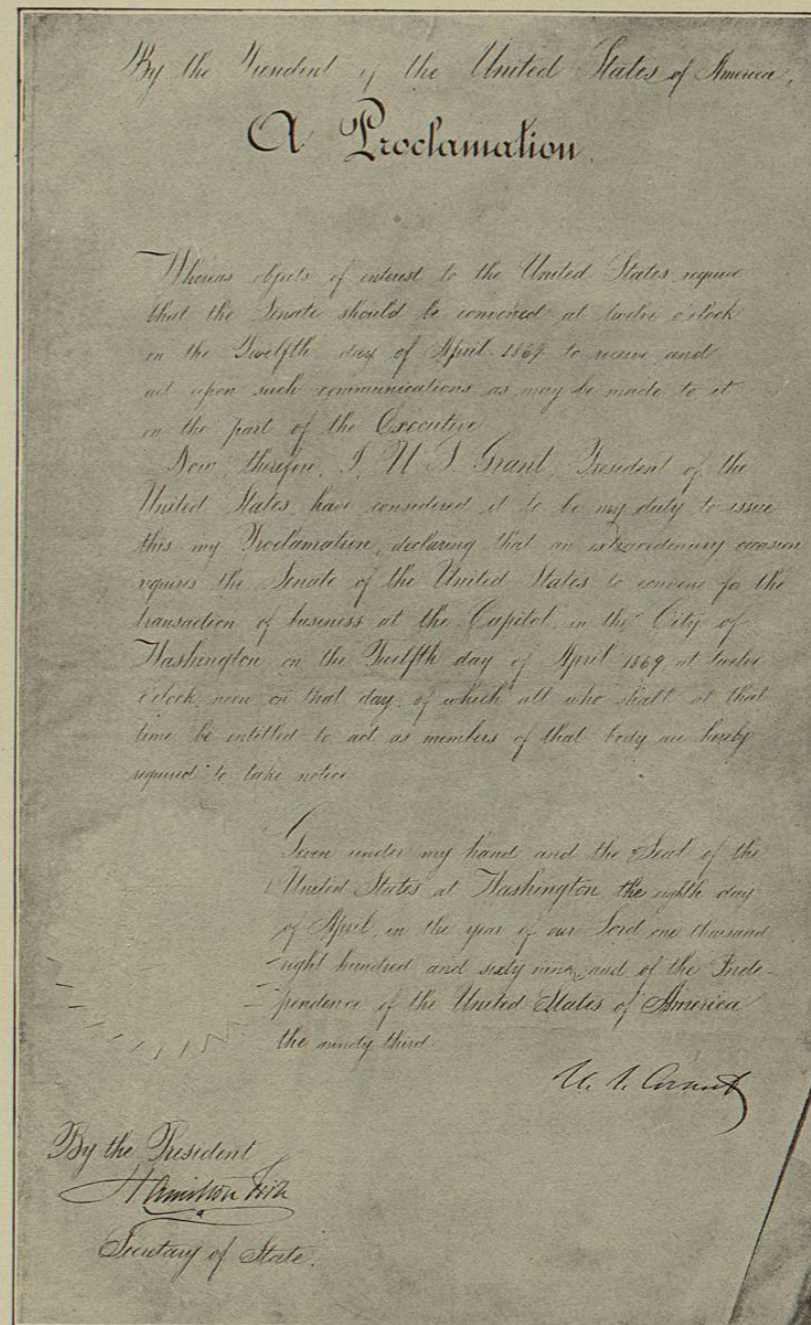 By the President of the United States of America,
A Proclamation.
Whereas objects of interest to the United States require
that the Senate should be convened at twelve o'clock
on the Twelfth day of April 1869 to receive and
act upon such communications as may be made to it
on the part of the Executive
Now, therefore, I, U. S. Grant, President of the
United States, have considered it to be my duty to issue
this my Proclamation, declaring that an extraordinary occasion
requires the Senate of the United States to convene for the
transaction of business at the Capitol, in the City of
Washington on the Twelfth day of April 1869, at twelve
o'clock noon on that day, of which all who shall at that
time be entitled to act as members of that body are hereby
required to take notice
Given under my hand and the Seal of the
United States at Washington the eighth day
of April, in the year of our Lord one thousand
eight hundred and sixty nine, and of the Inde-
pendence of the United States of America
the ninety third.
U. S. Grant
By the President
Hamilton Fish
Secretary of State.